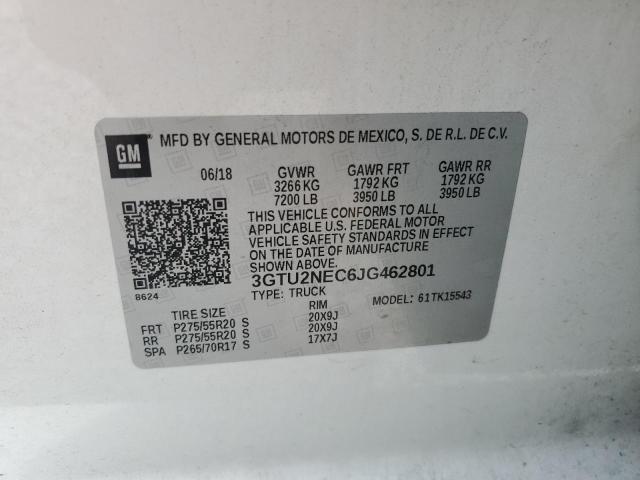 GM MFD BY GENERAL MOTORS DE MEXICO, S. DE R.L. DE C.V.
06/18 GVWR GAWR FRT GAWR RR
3266 KG 1792 KG 1792 KG
7200 LB 3950 LB 3950 LB
THIS VEHICLE CONFORMS TO ALL
APPLICABLE U.S. FEDERAL MOTOR
VEHICLE SAFETY STANDARDS IN EFFECT
ON THE DATE OF MANUFACTURE
SHOWN ABOVE.
3GTU2NEC6JG462801
8624 TYPE: TRUCK MODEL: 61TK15543
TIRE SIZE RIM
FRT P275/55R20 S 20X9J
RR P275/55R20 S 20X9J
SPA P265/70R17 S 17X7J